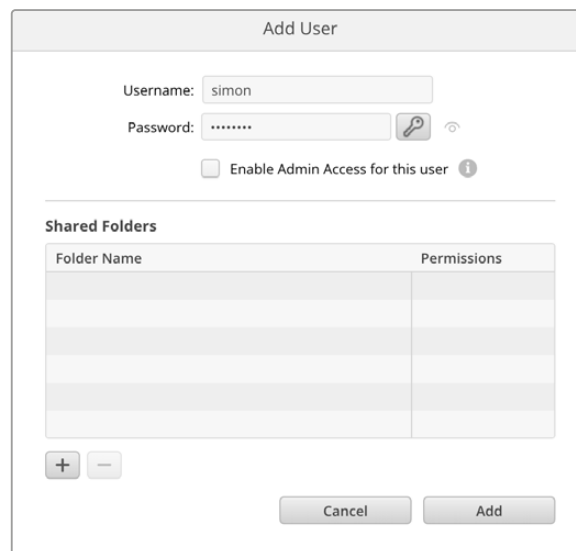 Add User
Username: simon
Password: ••••••••
Enable Admin Access for this user
Shared Folders
Folder Name Permissions
Cancel Add